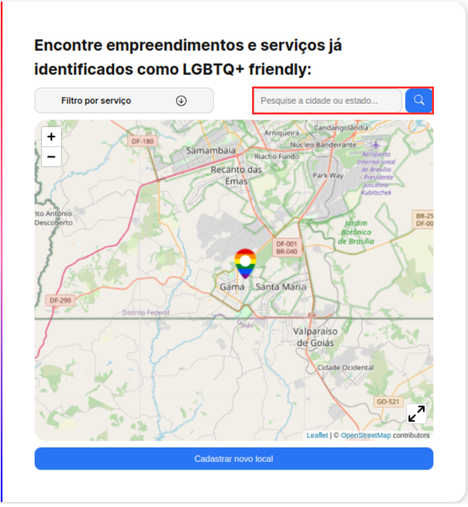 Encontre empreendimentos e serviços já
identificados como LGBTQ+ friendly:
Filtro por serviço
Pesquise a cidade ou estado...
+
−
DF-180
Arniqueira
Candangolândia
Núcleo Bandeirante
Samambaia
Riacho Fundo
Recanto das
Emas
Park Way
Aeroporto
Internacional
de Brasília
- Presidente
Juscelino
Kubitschek
to Antonio
Descoberto
Jardim
Botânico
de Brasília
BR-25
DF-00
DF-001
BR-040
Gama
Santa Maria
DF-290
Distrito Federal
Valparaíso
de Goiás
Cidade Ocidental
GO-521
Leaflet | © OpenStreetMap contributors
Cadastrar novo local